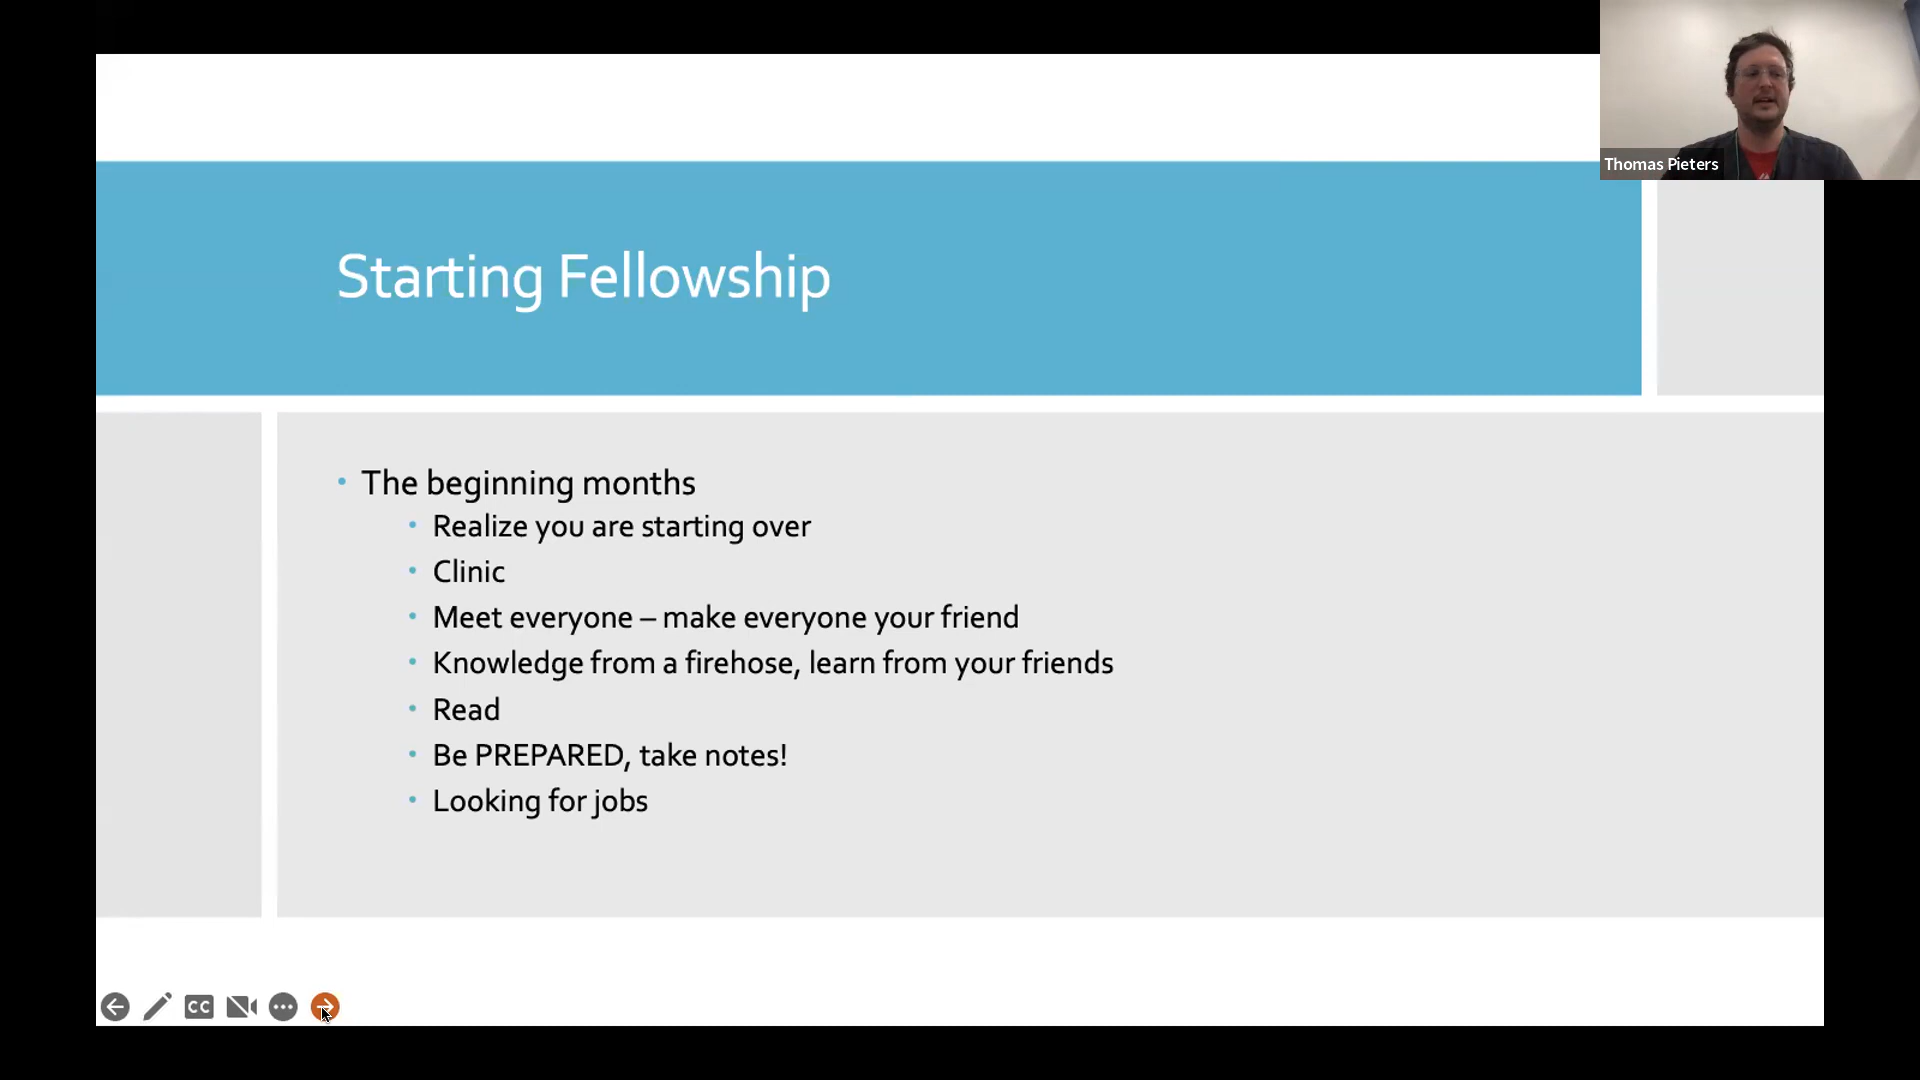 Thomas Pieters
Starting Fellowship
• The beginning months
• Realize you are starting over
• Clinic
• Meet everyone – make everyone your friend
• Knowledge from a firehose, learn from your friends
• Read
• Be PREPARED, take notes!
• Looking for jobs
CC